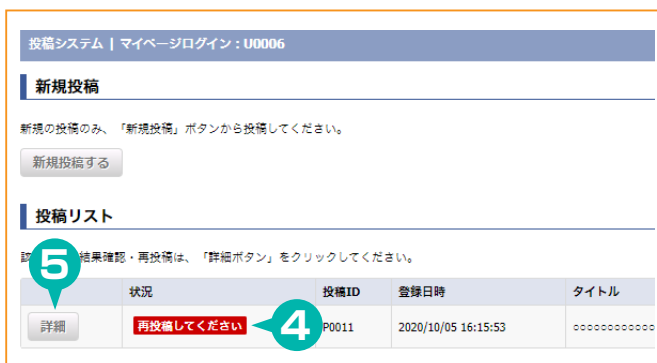 投稿システム | マイページログイン:U0006
新規投稿
新規の投稿のみ、「新規投稿」ボタンから投稿してください。
新規投稿する
投稿リスト
結果確認・再投稿は、「詳細ボタン」をクリックしてください。
5
状況 投稿ID 登録日時 タイトル
詳細 再投稿してください 4 P0011 2020/10/05 16:15:53 ○○○○○○○○○○○○○